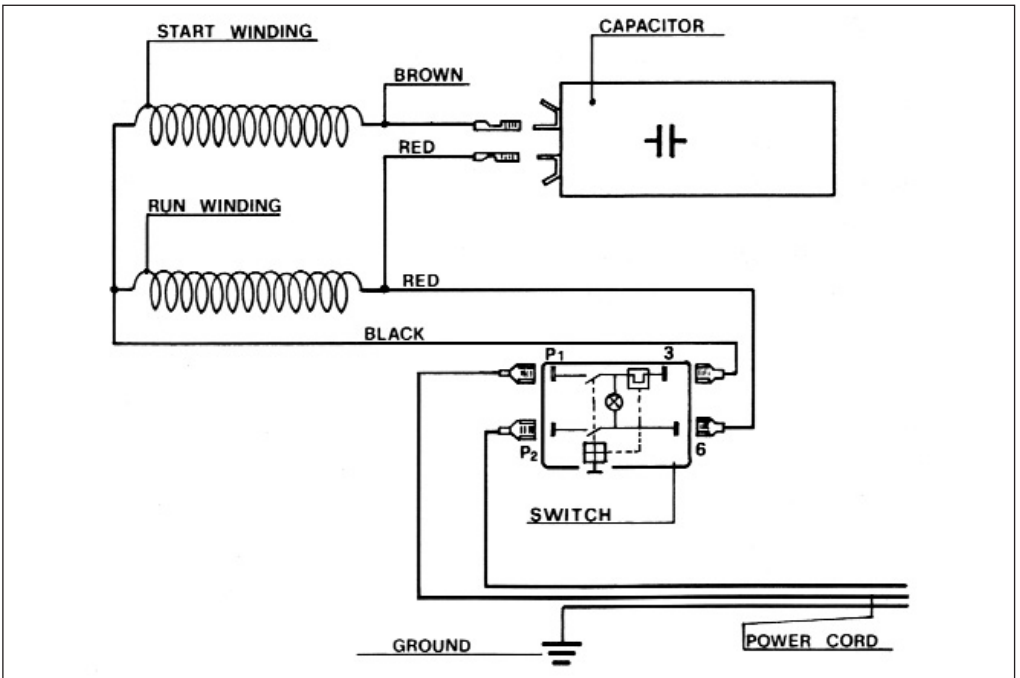 START WINDING
CAPACITOR
BROWN
RED
RUN WINDING
RED
BLACK
P1 3
P2 6
SWITCH
GROUND
POWER CORD